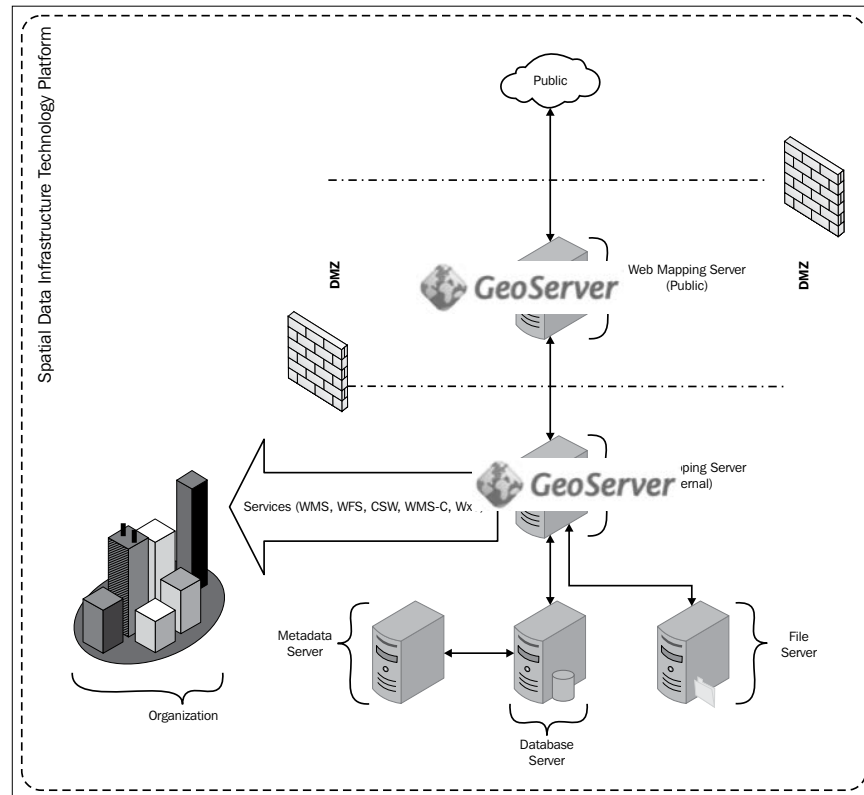 Spatial Data Infrastructure Technology Platform
Public
DMZ
GeoServer
Web Mapping Server
(Public)
DMZ
GeoServer
Server
Services (WMS, WFS, CSW, WMS-C,
Metadata
Server
File
Server
Organization
Database
Server